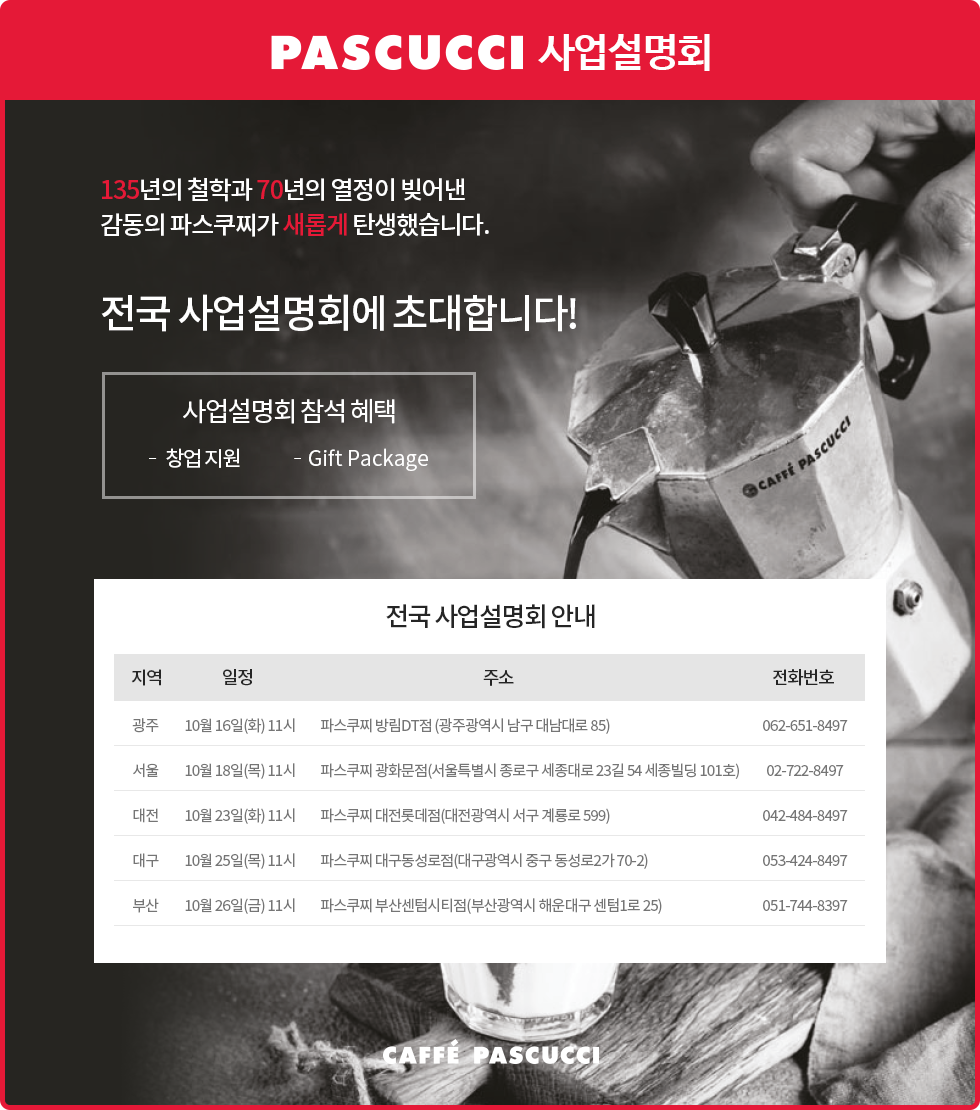 PASCUCCI 사업설명회
135년의 철학과 70년의 열정이 빚어낸
감동의 파스쿠찌가 새롭게 탄생했습니다.
전국 사업설명회에 초대합니다!
사업설명회 참석 혜택
- 창업 지원 - Gift Package
CAFFÉ PASCUCCI
전국 사업설명회 안내
지역 일정 주소 전화번호
광주 10월 16일(화) 11시 파스쿠찌 방림DT점 (광주광역시 남구 대남대로 85) 062-651-8497
서울 10월 18일(목) 11시 파스쿠찌 광화문점(서울특별시 종로구 세종대로 23길 54 세종빌딩 101호) 02-722-8497
대전 10월 23일(화) 11시 파스쿠찌 대전롯데점(대전광역시 서구 계룡로 599) 042-484-8497
대구 10월 25일(목) 11시 파스쿠찌 대구동성로점(대구광역시 중구 동성로2가 70-2) 053-424-8497
부산 10월 26일(금) 11시 파스쿠찌 부산센텀시티점(부산광역시 해운대구 센텀1로 25) 051-744-8397
CAFFÉ PASCUCCI